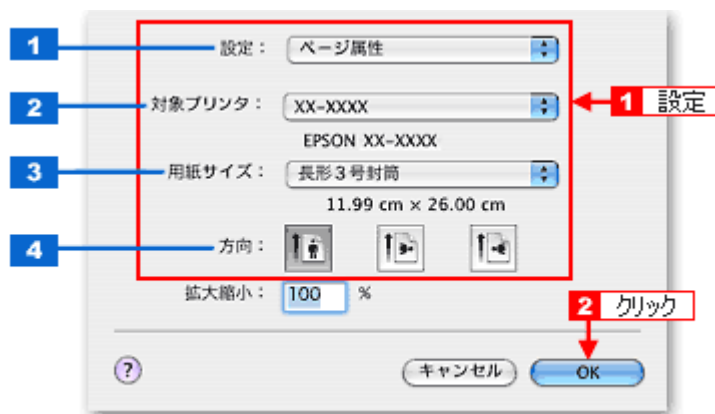 1 設定： ページ属性
2 対象プリンタ： XX-XXXX 1 設定
EPSON XX-XXXX
3 用紙サイズ： 長形３号封筒
11.99 cm × 26.00 cm
4 方向：
拡大縮小： 100 %
2 クリック
? キャンセル OK